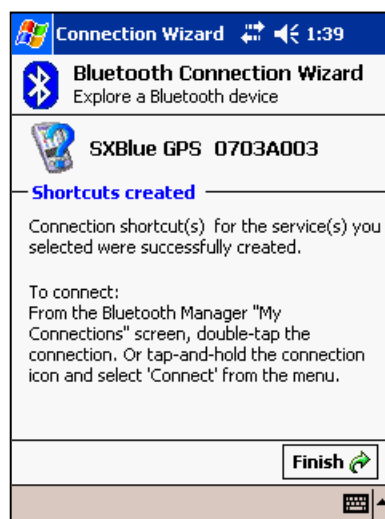 Connection Wizard 1:39
Bluetooth Connection Wizard
Explore a Bluetooth device
SXBlue GPS 0703A003
Shortcuts created
Connection shortcut(s) for the service(s) you
selected were successfully created.
To connect:
From the Bluetooth Manager "My
Connections" screen, double-tap the
connection. Or tap-and-hold the connection
icon and select 'Connect' from the menu.
Finish